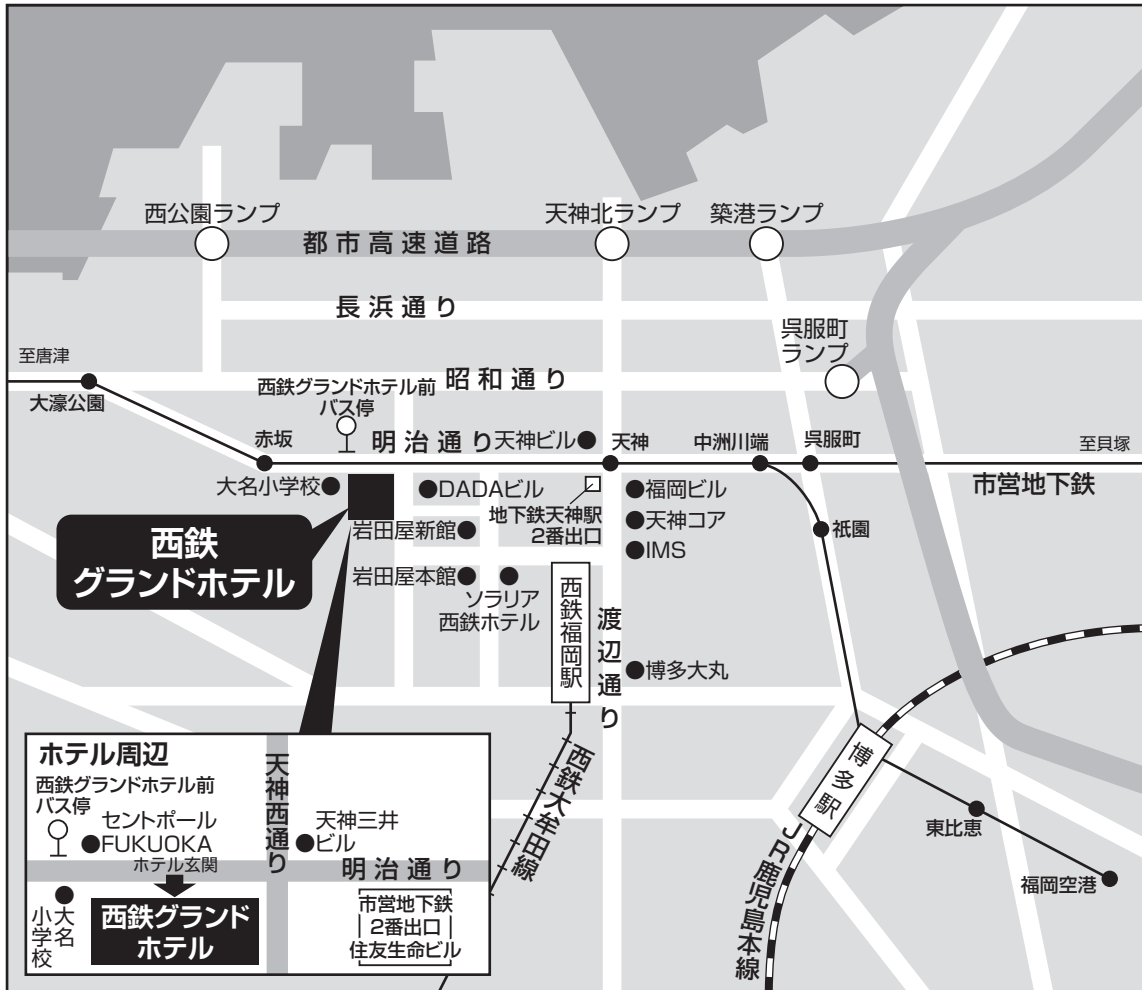 西公園ランプ
天神北ランプ
築港ランプ
都市高速道路
長浜通り
呉服町
ランプ
至唐津
昭和通り
大濠公園
西鉄グランドホテル前
バス停
赤坂
明治通り
天神ビル
天神
中洲川端
呉服町
至貝塚
市営地下鉄
大名小学校
DADAビル
地下鉄天神駅
2番出口
福岡ビル
天神コア
IMS
祇園
西鉄
グランドホテル
岩田屋新館
岩田屋本館
ソラリア
西鉄ホテル
西鉄福岡駅
渡辺通り
博多大丸
西鉄大牟田線
博多駅
JR鹿児島本線
東比恵
福岡空港
ホテル周辺
西鉄グランドホテル前
バス停
セントポール
FUKUOKA
ホテル玄関
天神西通り
天神三井
ビル
明治通り
大名
小学校
西鉄グランド
ホテル
市営地下鉄
2番出口
住友生命ビル